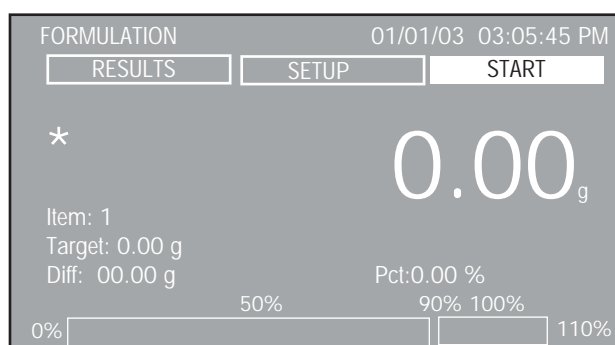 FORMULATION 01/01/03 03:05:45 PM
RESULTS SETUP START
* 0.00 g
Item: 1
Target: 0.00 g
Diff: 00.00 g Pct:0.00 %
50% 90% 100%
0% 110%